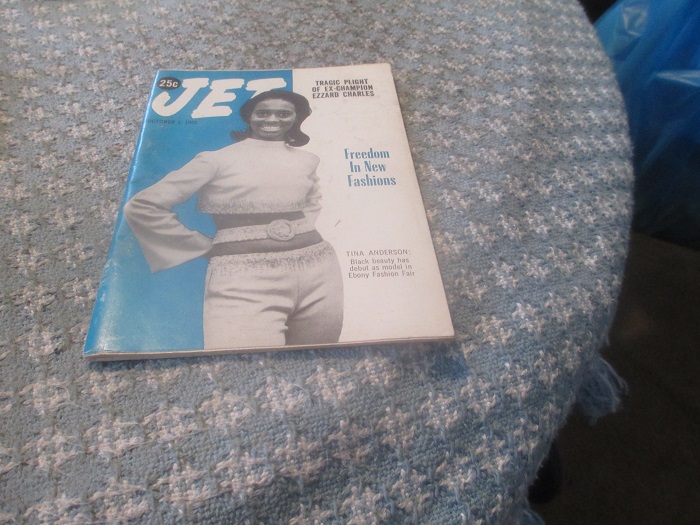 25c
JET
TRAGIC PLIGHT
OF EX-CHAMPION
EZZARD CHARLES
Freedom
In New
Fashions
TINA ANDERSON:
Black beauty has
debut as model in
Ebony Fashion Fair